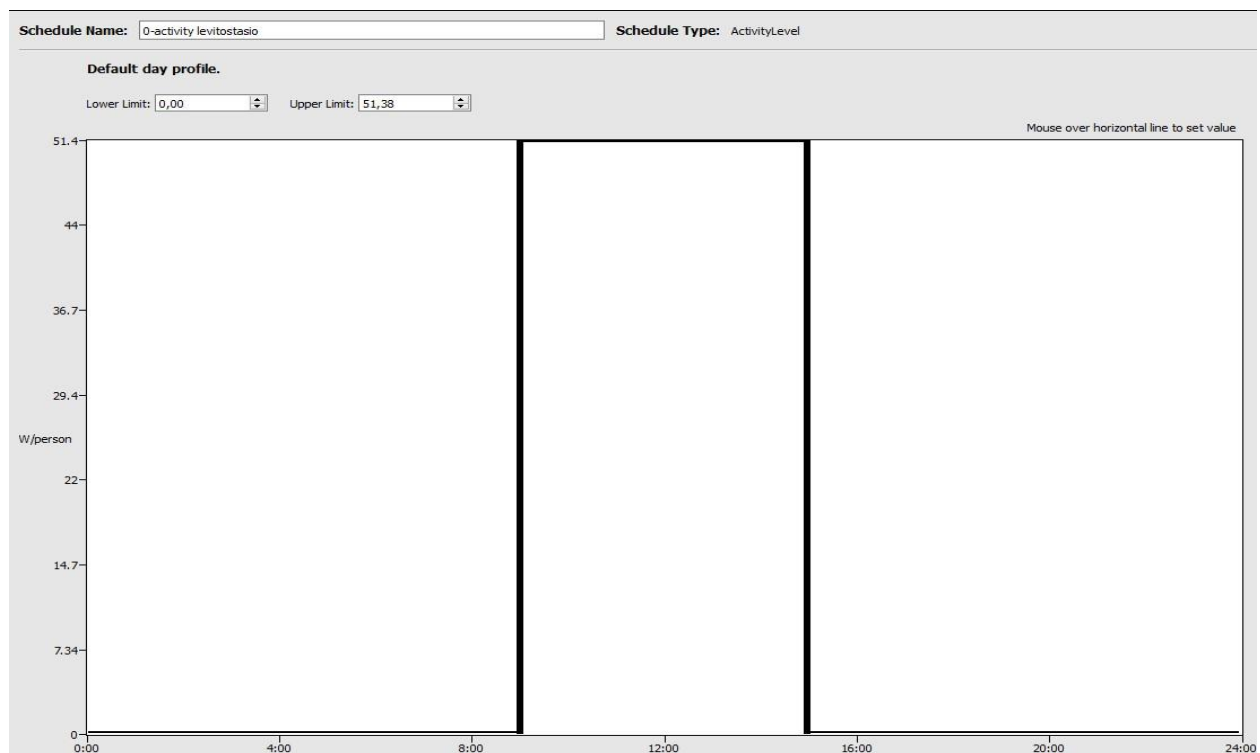 Schedule Name: 0-activity levitostasio Schedule Type: ActivityLevel
Default day profile.
Lower Limit: 0,00 Upper Limit: 51,38
Mouse over horizontal line to set value
51.4
44
36.7
29.4
W/person
22
14.7
7.34
0
0:00 4:00 8:00 12:00 16:00 20:00 24:00